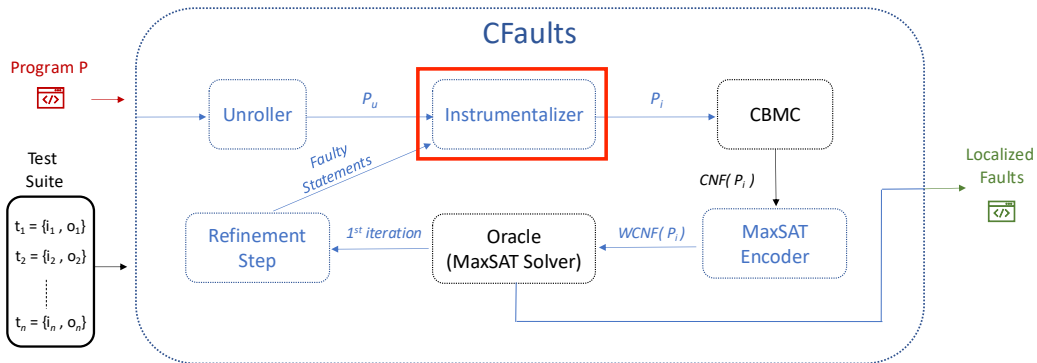 CFaults
Program P
</>
Unroller
Pᵤ
Instrumentalizer
Pᵢ
CBMC
Faulty
Statements
Test
Suite
t₁ = {i₁ , o₁}
t₂ = {i₂ , o₂}
tₙ = {iₙ , oₙ}
CNF( Pᵢ )
Localized
Faults
</>
Refinement
Step
1ˢᵗ iteration
Oracle
(MaxSAT Solver)
WCNF( Pᵢ )
MaxSAT
Encoder